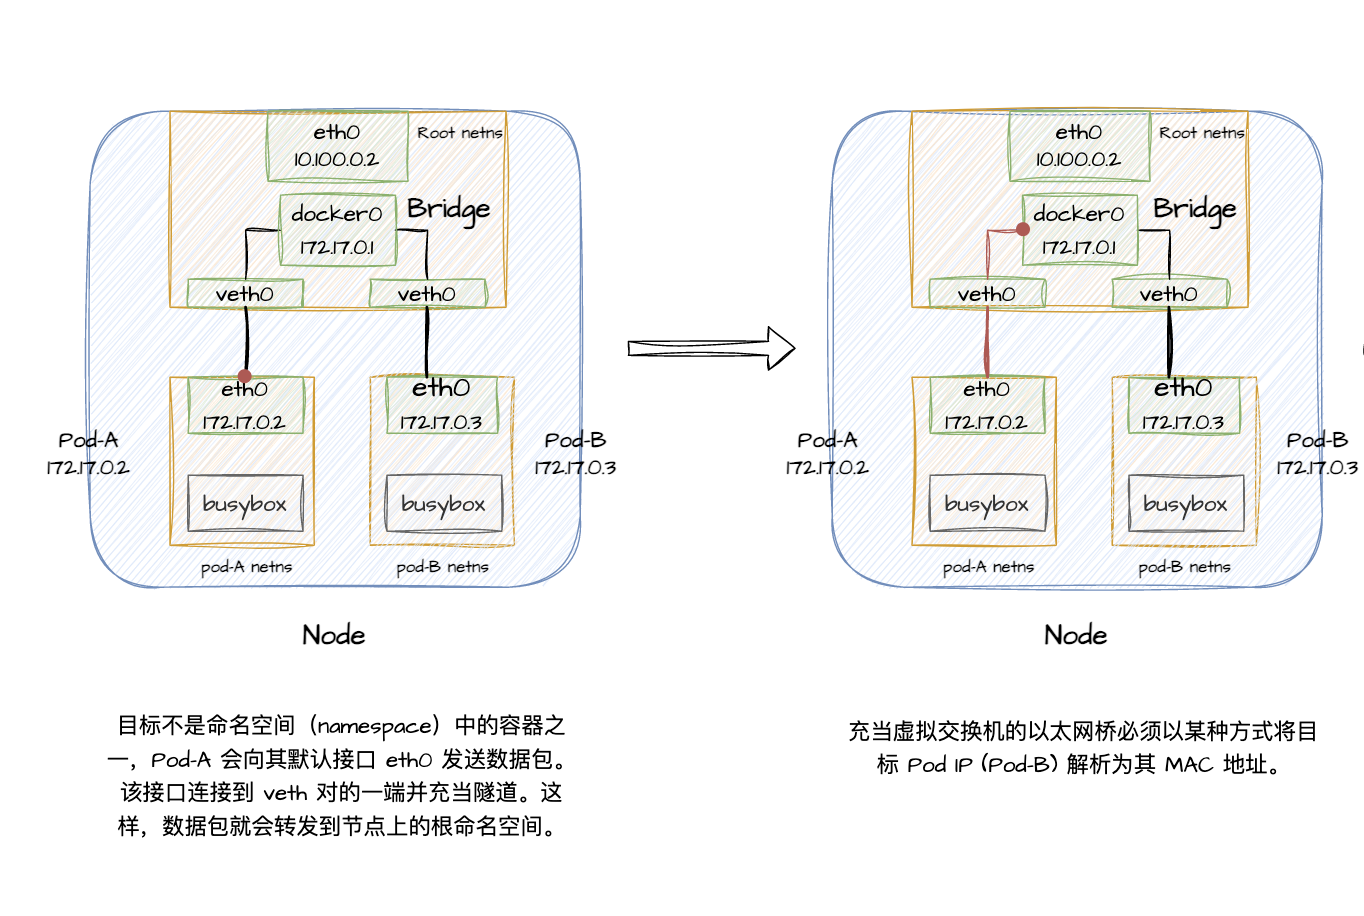 eth0
10.100.0.2
Root netns
docker0
172.17.0.1
Bridge
veth0
veth0
eth0
172.17.0.2
eth0
172.17.0.3
Pod-A
172.17.0.2
Pod-B
172.17.0.3
busybox
busybox
pod-A netns
pod-B netns
Node
目标不是命名空间（namespace）中的容器之
一，Pod-A 会向其默认接口 eth0 发送数据包。
该接口连接到 veth 对的一端并充当隧道。这
样，数据包就会转发到节点上的根命名空间。
eth0
10.100.0.2
Root netns
docker0
172.17.0.1
Bridge
veth0
veth0
eth0
172.17.0.2
eth0
172.17.0.3
Pod-A
172.17.0.2
Pod-B
172.17.0.3
busybox
busybox
pod-A netns
pod-B netns
Node
充当虚拟交换机的以太网桥必须以某种方式将目
标 Pod IP (Pod-B) 解析为其 MAC 地址。